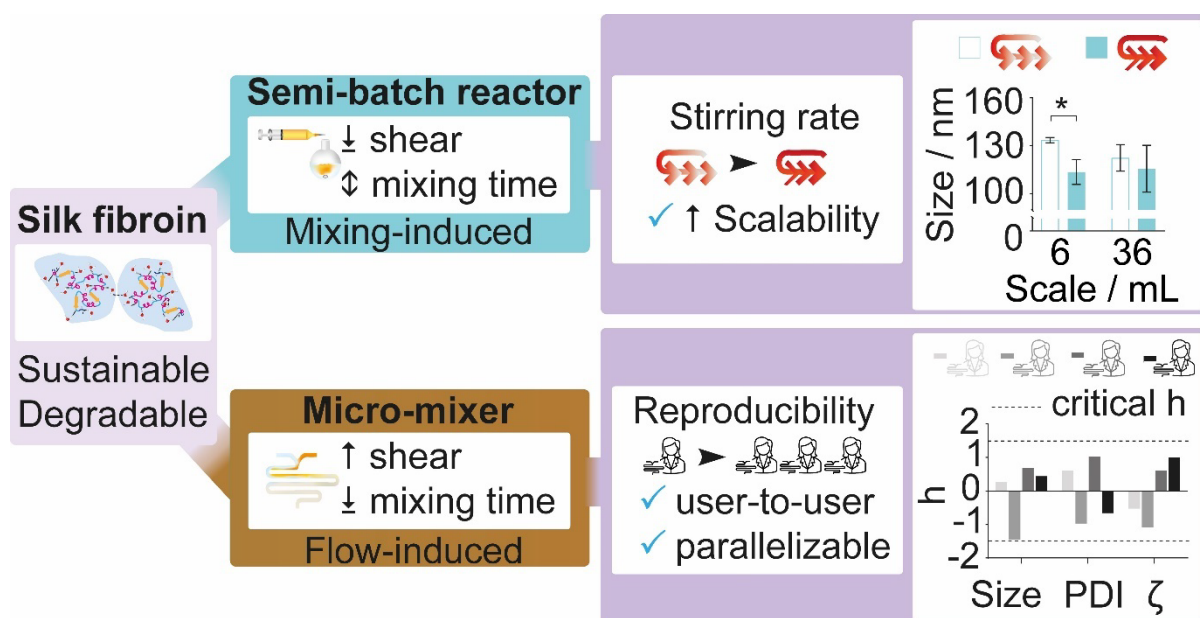 Silk fibroin
Sustainable
Degradable
Semi-batch reactor
↓ shear
↕ mixing time
Mixing-induced
Micro-mixer
↑ shear
↓ mixing time
Flow-induced
Stirring rate
✓ ↑ Scalability
Reproducibility
✓ user-to-user
✓ parallelizable
Size / nm
160
*
130
100
0
6 36
Scale / mL
critical h
h
2
1
0
-1
-2
Size PDI ζ